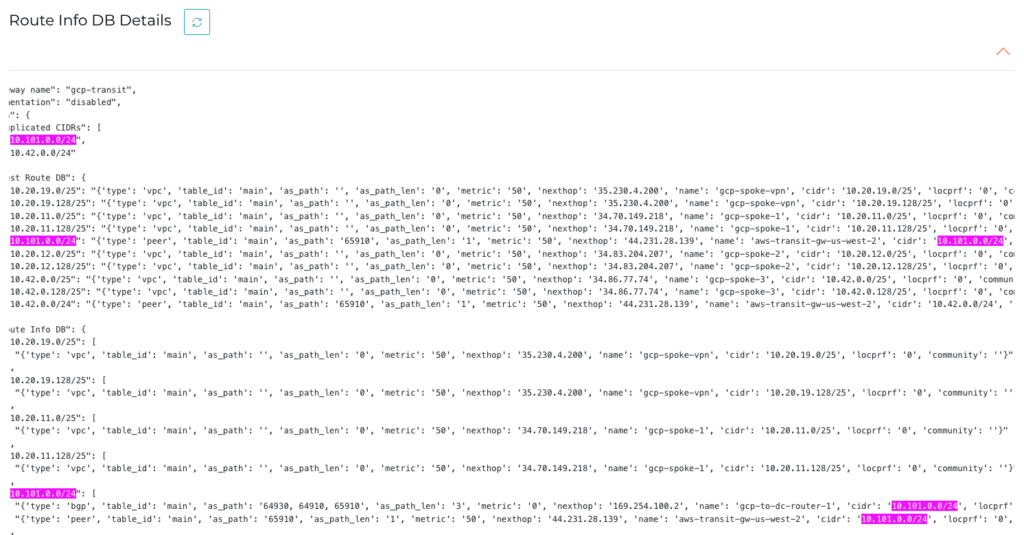 Route Info DB Details
way name": "gcp-transit",
entation": "disabled",
": {
plicated CIDRs": [
10.101.0.0/24",
10.42.0.0/24"
st Route DB": {
10.20.19.0/25": "{'type': 'vpc', 'table_id': 'main', 'as_path': '', 'as_path_len': '0', 'metric': '50', 'nexthop': '35.230.4.200', 'name': 'gcp-spoke-vpn', 'cidr': '10.20.19.0/25', 'locprf': '0', 'c
10.20.19.128/25": "{'type': 'vpc', 'table_id': 'main', 'as_path': '', 'as_path_len': '0', 'metric': '50', 'nexthop': '35.230.4.200', 'name': 'gcp-spoke-vpn', 'cidr': '10.20.19.128/25', 'locprf': '0'
10.20.11.0/25": "{'type': 'vpc', 'table_id': 'main', 'as_path': '', 'as_path_len': '0', 'metric': '50', 'nexthop': '34.70.149.218', 'name': 'gcp-spoke-1', 'cidr': '10.20.11.0/25', 'locprf': '0', 'com
10.20.11.128/25": "{'type': 'vpc', 'table_id': 'main', 'as_path': '', 'as_path_len': '0', 'metric': '50', 'nexthop': '34.70.149.218', 'name': 'gcp-spoke-1', 'cidr': '10.20.11.128/25', 'locprf': '0',
10.101.0.0/24": "{'type': 'peer', 'table_id': 'main', 'as_path': '65910', 'as_path_len': '1', 'metric': '50', 'nexthop': '44.231.28.139', 'name': 'aws-transit-gw-us-west-2', 'cidr': '10.101.0.0/24',
10.20.12.0/25": "{'type': 'vpc', 'table_id': 'main', 'as_path': '', 'as_path_len': '0', 'metric': '50', 'nexthop': '34.83.204.207', 'name': 'gcp-spoke-2', 'cidr': '10.20.12.0/25', 'locprf': '0', 'com
10.20.12.128/25": "{'type': 'vpc', 'table_id': 'main', 'as_path': '', 'as_path_len': '0', 'metric': '50', 'nexthop': '34.83.204.207', 'name': 'gcp-spoke-2', 'cidr': '10.20.12.128/25', 'locprf': '0',
10.42.0.0/25": "{'type': 'vpc', 'table_id': 'main', 'as_path': '', 'as_path_len': '0', 'metric': '50', 'nexthop': '34.86.77.74', 'name': 'gcp-spoke-3', 'cidr': '10.42.0.0/25', 'locprf': '0', 'commun
10.42.0.128/25": "{'type': 'vpc', 'table_id': 'main', 'as_path': '', 'as_path_len': '0', 'metric': '50', 'nexthop': '34.86.77.74', 'name': 'gcp-spoke-3', 'cidr': '10.42.0.128/25', 'locprf': '0', 'com
10.42.0.0/24": "{'type': 'peer', 'table_id': 'main', 'as_path': '65910', 'as_path_len': '1', 'metric': '50', 'nexthop': '44.231.28.139', 'name': 'aws-transit-gw-us-west-2', 'cidr': '10.42.0.0/24', '
ute Info DB": {
10.20.19.0/25": [
"{'type': 'vpc', 'table_id': 'main', 'as_path': '', 'as_path_len': '0', 'metric': '50', 'nexthop': '35.230.4.200', 'name': 'gcp-spoke-vpn', 'cidr': '10.20.19.0/25', 'locprf': '0', 'community': ''}"
,
10.20.19.128/25": [
"{'type': 'vpc', 'table_id': 'main', 'as_path': '', 'as_path_len': '0', 'metric': '50', 'nexthop': '35.230.4.200', 'name': 'gcp-spoke-vpn', 'cidr': '10.20.19.128/25', 'locprf': '0', 'community': ''
,
10.20.11.0/25": [
"{'type': 'vpc', 'table_id': 'main', 'as_path': '', 'as_path_len': '0', 'metric': '50', 'nexthop': '34.70.149.218', 'name': 'gcp-spoke-1', 'cidr': '10.20.11.0/25', 'locprf': '0', 'community': ''}"
,
10.20.11.128/25": [
"{'type': 'vpc', 'table_id': 'main', 'as_path': '', 'as_path_len': '0', 'metric': '50', 'nexthop': '34.70.149.218', 'name': 'gcp-spoke-1', 'cidr': '10.20.11.128/25', 'locprf': '0', 'community': ''}"
,
10.101.0.0/24": [
"{'type': 'bgp', 'table_id': 'main', 'as_path': '64930, 64910, 65910', 'as_path_len': '3', 'metric': '0', 'nexthop': '169.254.100.2', 'name': 'gcp-to-dc-router-1', 'cidr': '10.101.0.0/24', 'locprf'
"{'type': 'peer', 'table_id': 'main', 'as_path': '65910', 'as_path_len': '1', 'metric': '50', 'nexthop': '44.231.28.139', 'name': 'aws-transit-gw-us-west-2', 'cidr': '10.101.0.0/24', 'locprf': '0',
,